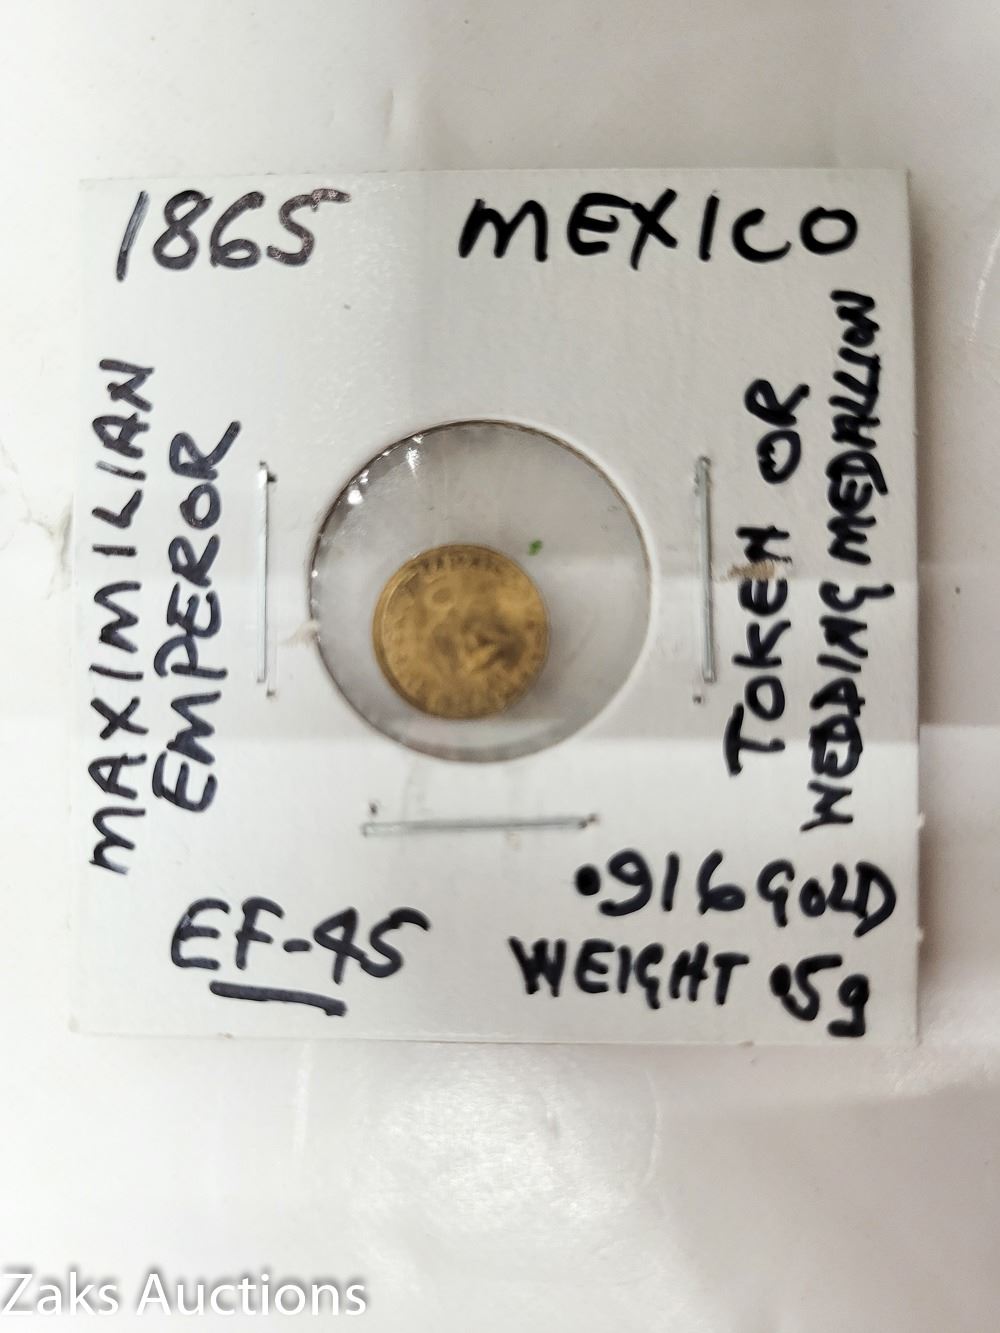 1865 MEXICO
MAXIMILIAN
EMPEROR
TOKEN OR
WEDDING MEDALLION
EF-45
.916 GOLD
WEIGHT .5g
Zaks Auctions